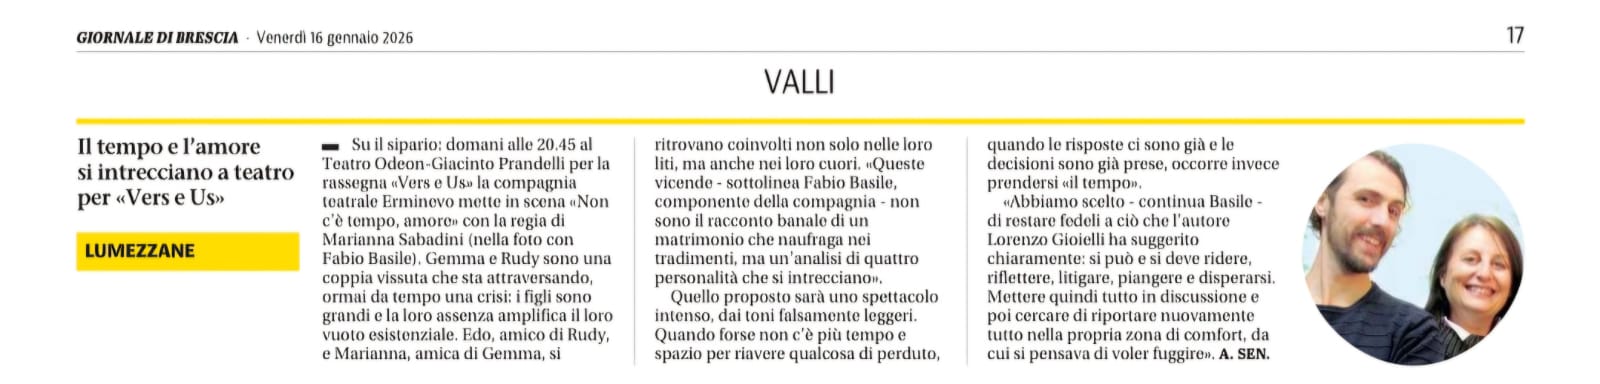 GIORNALE DI BRESCIA · Venerdì 16 gennaio 2026
17
VALLI
Il tempo e l'amore
si intrecciano a teatro
per «Vers e Us»
LUMEZZANE
Su il sipario: domani alle 20.45 al
Teatro Odeon-Giacinto Prandelli per la
rassegna «Vers e Us» la compagnia
teatrale Erminevo mette in scena «Non
c'è tempo, amore» con la regia di
Marianna Sabadini (nella foto con
Fabio Basile). Gemma e Rudy sono una
coppia vissuta che sta attraversando,
ormai da tempo una crisi: i figli sono
grandi e la loro assenza amplifica il loro
vuoto esistenziale. Edo, amico di Rudy,
e Marianna, amica di Gemma, si
ritrovano coinvolti non solo nelle loro
liti, ma anche nei loro cuori. «Queste
vicende - sottolinea Fabio Basile,
componente della compagnia - non
sono il racconto banale di un
matrimonio che naufraga nei
tradimenti, ma un'analisi di quattro
personalità che si intrecciano».
Quello proposto sarà uno spettacolo
intenso, dai toni falsamente leggeri.
Quando forse non c'è più tempo e
spazio per riavere qualcosa di perduto,
quando le risposte ci sono già e le
decisioni sono già prese, occorre invece
prendersi «il tempo».
«Abbiamo scelto - continua Basile -
di restare fedeli a ciò che l'autore
Lorenzo Gioielli ha suggerito
chiaramente: si può e si deve ridere,
riflettere, litigare, piangere e disperarsi.
Mettere quindi tutto in discussione e
poi cercare di riportare nuovamente
tutto nella propria zona di comfort, da
cui si pensava di voler fuggire». A. SEN.